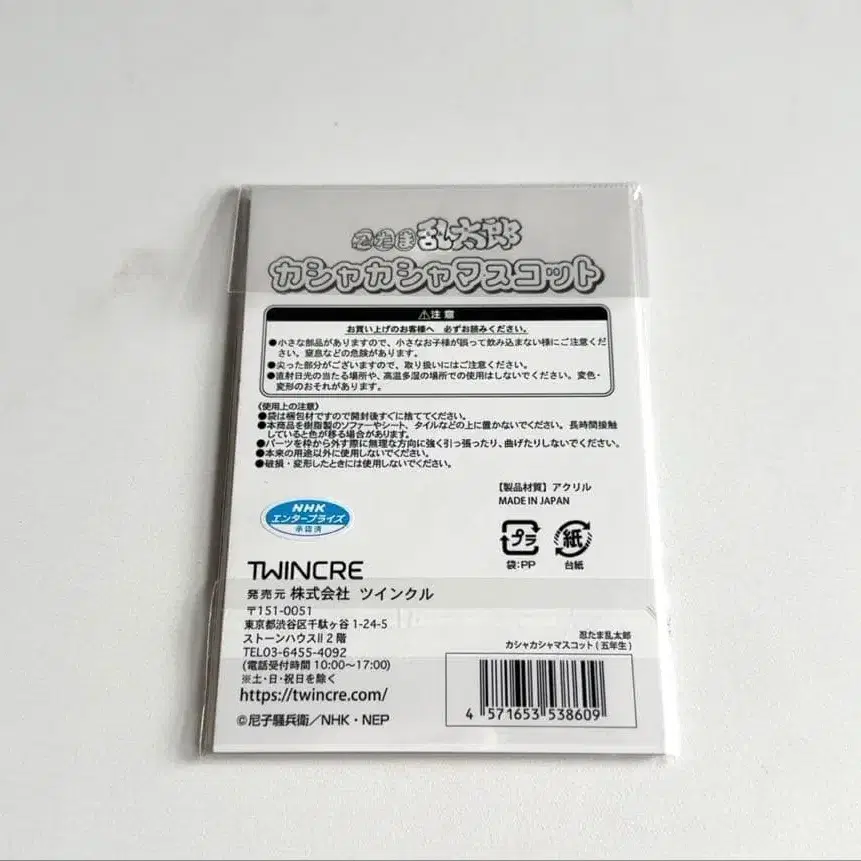 忍たま乱太郎
カシャカシャマスコット
⚠注意
お買い上げのお客様へ 必ずお読みください。
●小さな部品がありますので、小さなお子様が誤って飲み込まない様にご注意くだ
さい。窒息などの危険があります。
●尖った部分がございますので、取り扱いにはご注意ください。
●直射日光の当たる場所や、高温多湿の場所での使用はしないでください。変色・
変形のおそれがあります。
《使用上の注意》
●袋は梱包材ですので開封後すぐに捨ててください。
●本商品を樹脂製のソファーやシート、タイルなどの上に置かないでください。長時間接触
していると色が移る場合があります。
●パーツを枠から外す際に無理な方向に強く引っ張ったり、曲げたりしないでください。
●本来の用途以外に使用しないでください。
●破損・変形したときには使用しないでください。
【製品材質】アクリル
MADE IN JAPAN
NHK
エンタープライズ
承認済
プラ
袋:PP
紙
台紙
TWINCRE
発売元 株式会社 ツインクル
〒151-0051
東京都渋谷区千駄ヶ谷 1-24-5
ストーンハウスⅡ 2 階
TEL03-6455-4092
(電話受付時間 10:00〜17:00)
※土・日・祝日を除く
https://twincre.com/
©尼子騒兵衛/NHK・NEP
忍たま乱太郎
カシャカシャマスコット(五年生)
4 571653 538609